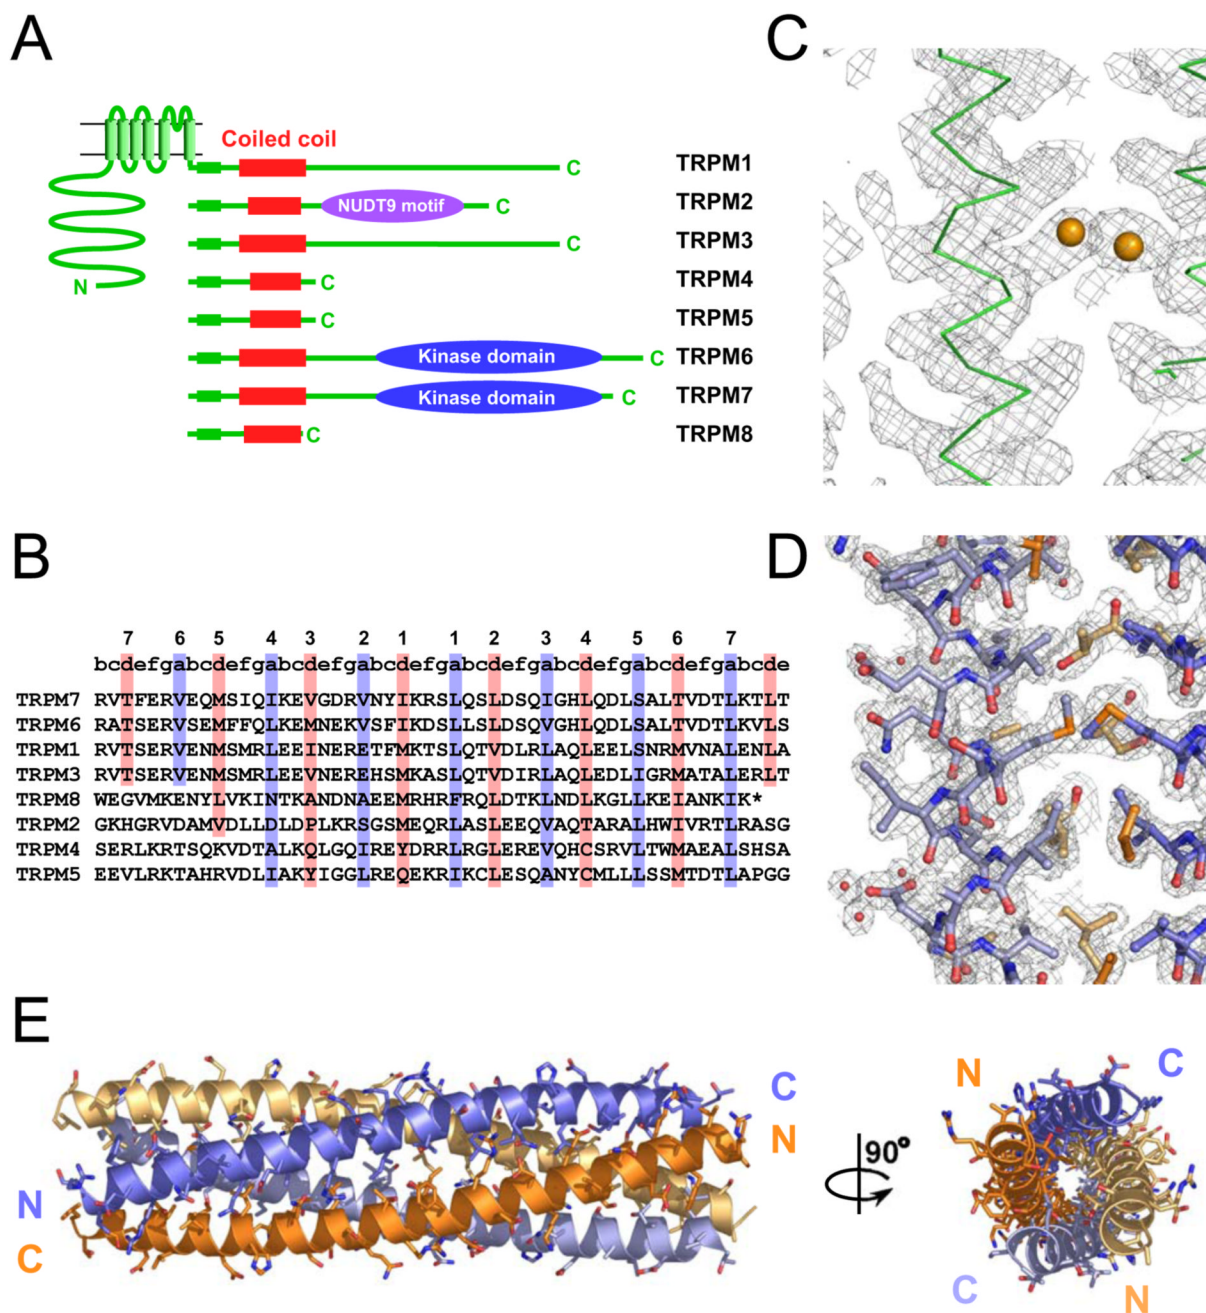 A
Coiled coil
C
TRPM1
NUDT9 motif
C
TRPM2
C
TRPM3
N
C
TRPM4
C
TRPM5
Kinase domain
C
TRPM6
Kinase domain
C
TRPM7
C
TRPM8
C
B
7 6 5 4 3 2 1 1 2 3 4 5 6 7
bcdefgabcdefgabcdefgabcdefgabcdefgabcdefgabcdefgabcde
TRPM7 RVTFERVEQMSIQIKEVGDRVNYIKRSLQSLDSQIGHLQDLSALTVDTLKTLT
TRPM6 RATSERVSEMFFQLKEMNEKVSFIKDSLLSLDSQVGHLQDLSALTVDTLKVLS
TRPM1 RVTSERVENMSMRLEEINERETFMKTSLQTVDLRLAQLEELSNRMVNALENLA
TRPM3 RVTSERVENMSMRLEEVNEREHSMKASLQTVDIRLAQLEDLIGRMATALERLT
TRPM8 WEGVMKENYLVKINTKANDNAEEMRHRFRQLDTKLNDLKGLLKEIANKIK*
TRPM2 GKHGRVDAMVDLLDLDPLKRSGSMEQRLASLEEQVAQTARALHWIVRTLRASG
TRPM4 SERLKRTSQKVDTALKQLGQIREYDRRLRGLEREVQHCSRVLTWMAEALSHSA
TRPM5 EEVLRKTAHRVDLIAKYIGGLREQEKRIKCLESQANYCMLLLSSMTDTLAPGG
D
E
C
N
N
C
90°
N
C
C
N